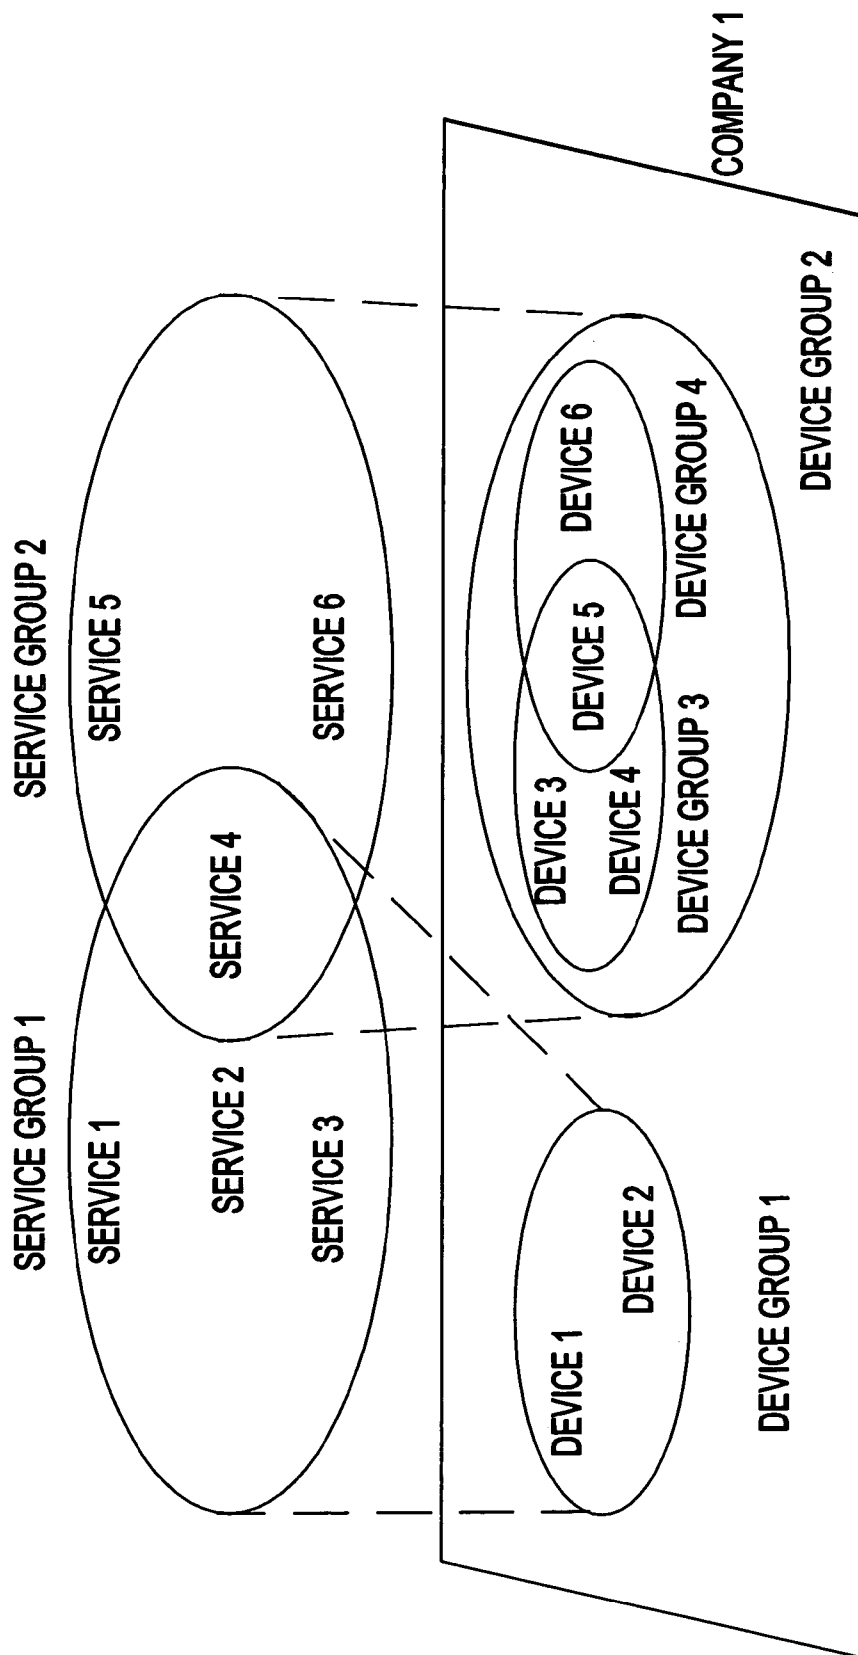 SERVICE GROUP 1
SERVICE GROUP 2
SERVICE 1
SERVICE 5
SERVICE 2
SERVICE 4
SERVICE 3
SERVICE 6
DEVICE 1
DEVICE 2
DEVICE GROUP 1
DEVICE 3
DEVICE 4
DEVICE 5
DEVICE 6
DEVICE GROUP 3
DEVICE GROUP 4
DEVICE GROUP 2
COMPANY 1